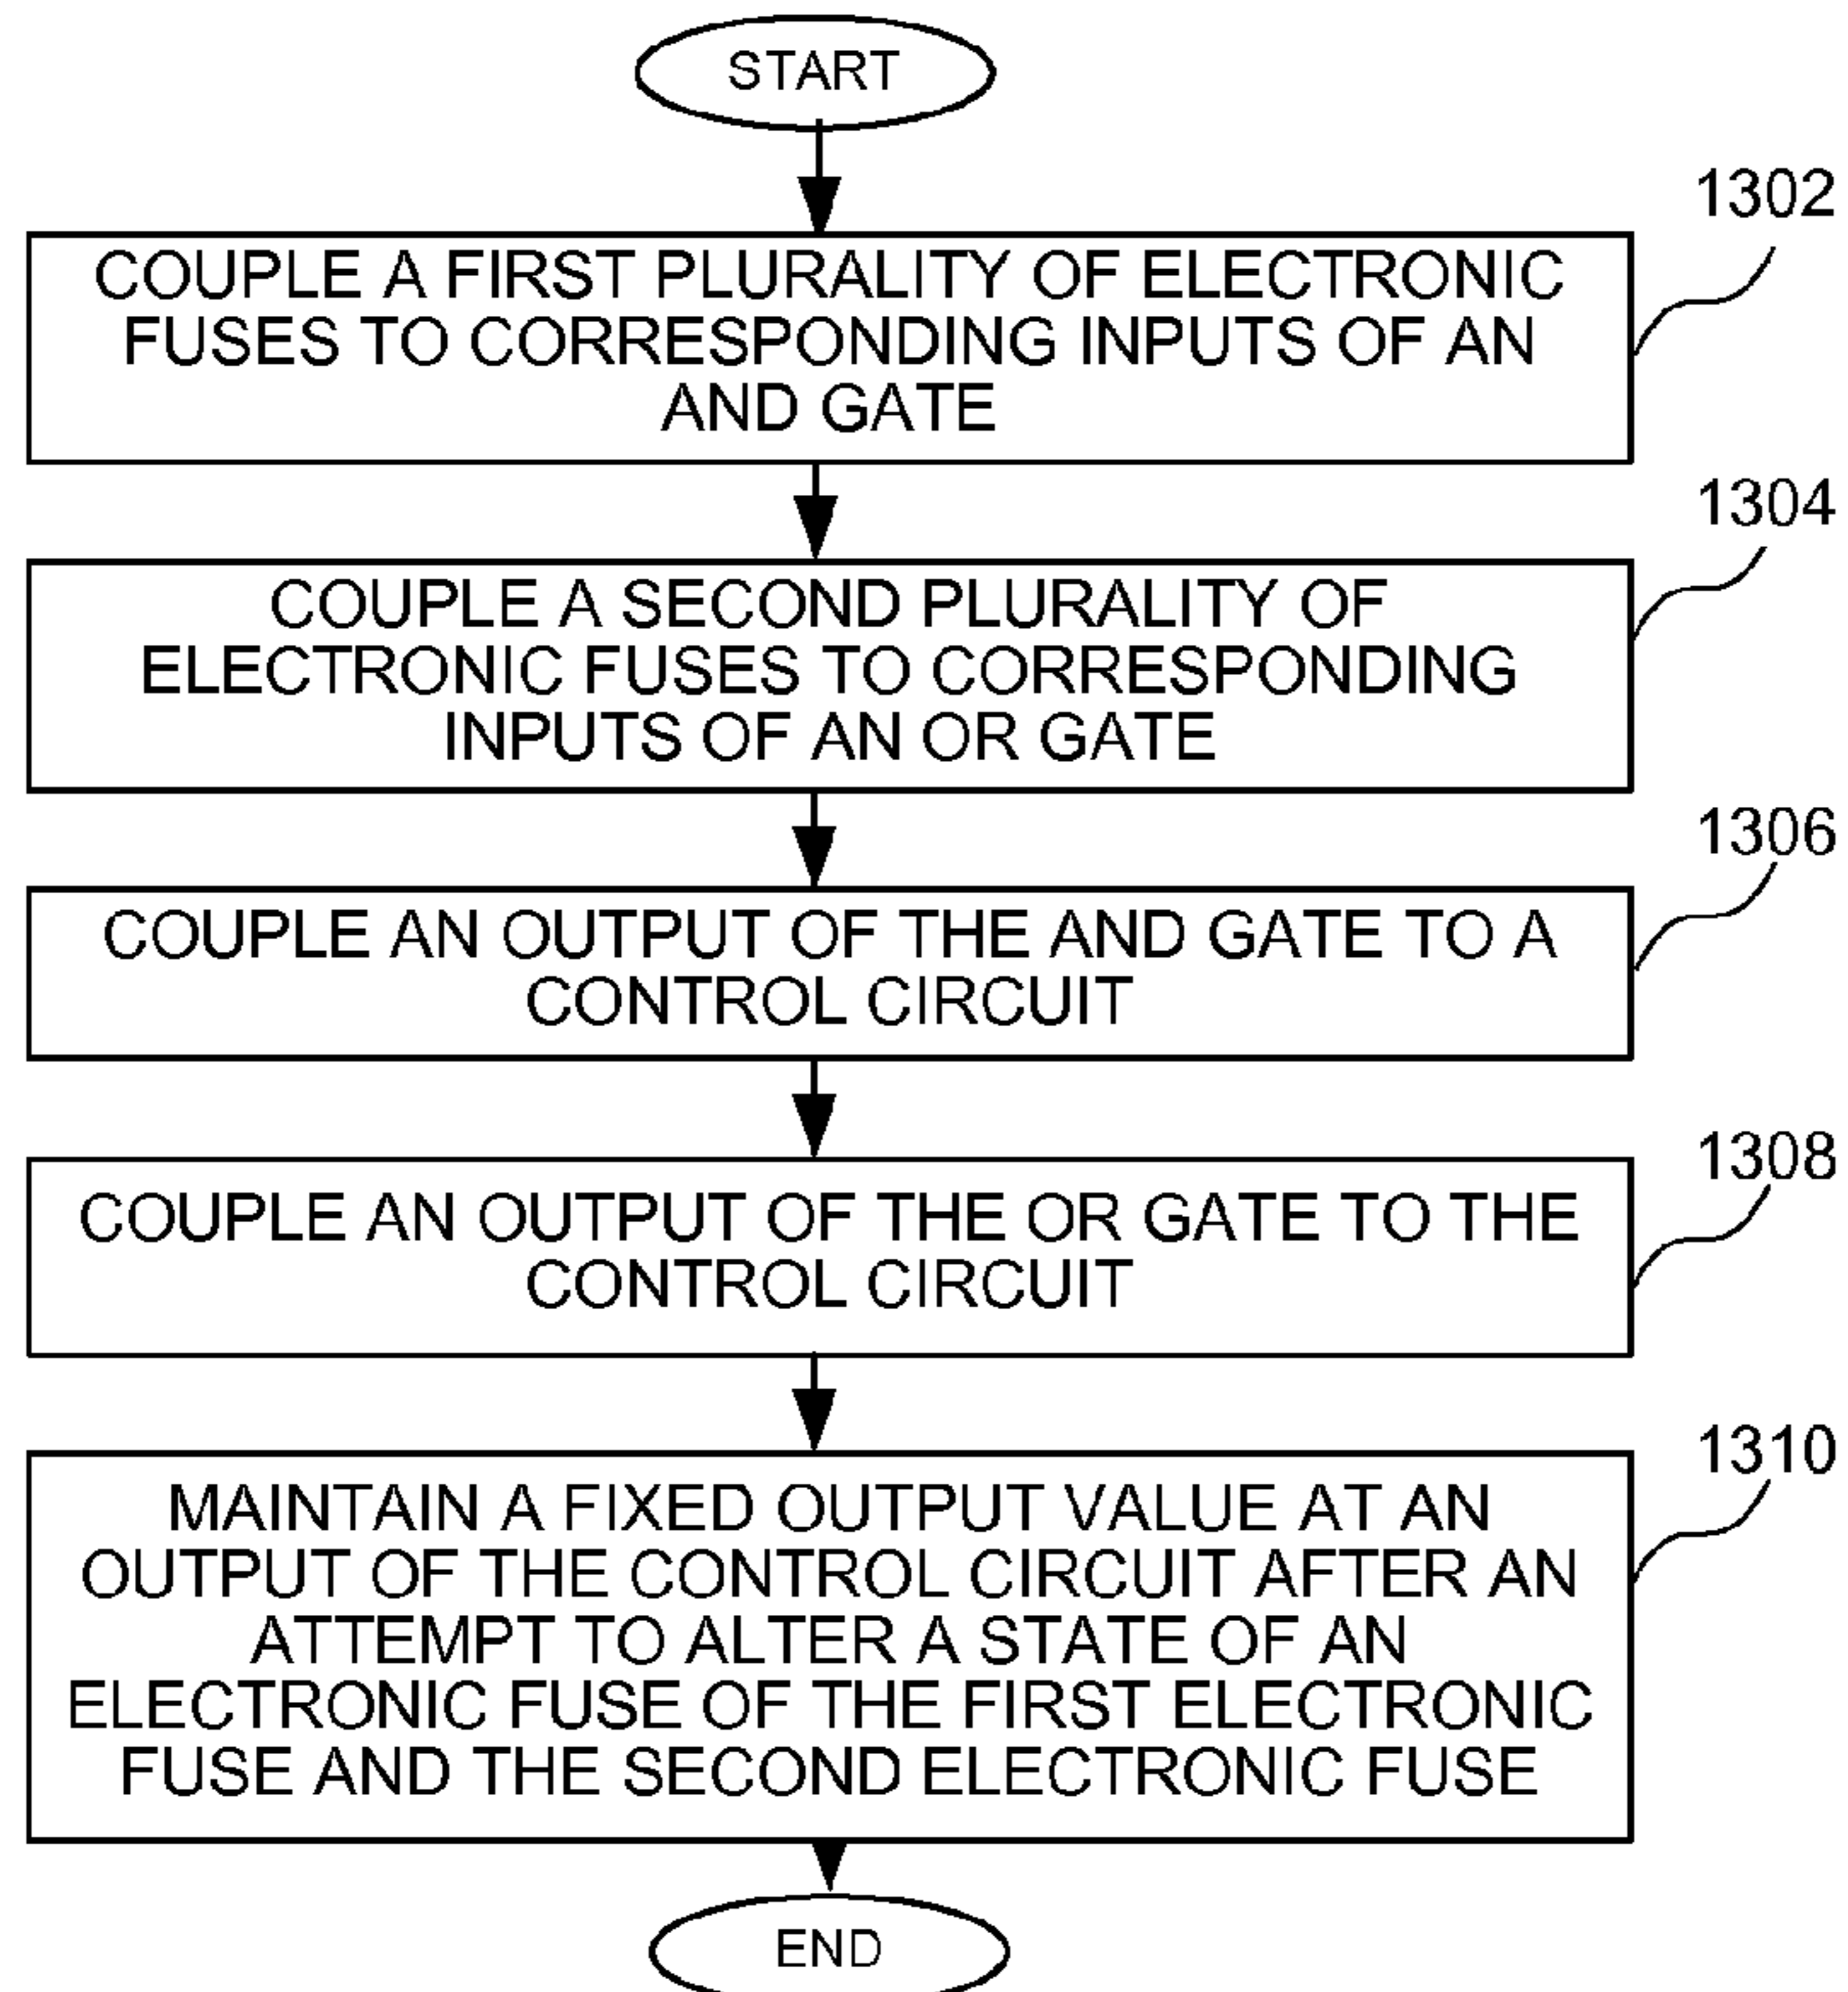 START
1302
COUPLE A FIRST PLURALITY OF ELECTRONIC
FUSES TO CORRESPONDING INPUTS OF AN
AND GATE
1304
COUPLE A SECOND PLURALITY OF
ELECTRONIC FUSES TO CORRESPONDING
INPUTS OF AN OR GATE
1306
COUPLE AN OUTPUT OF THE AND GATE TO A
CONTROL CIRCUIT
1308
COUPLE AN OUTPUT OF THE OR GATE TO THE
CONTROL CIRCUIT
1310
MAINTAIN A FIXED OUTPUT VALUE AT AN
OUTPUT OF THE CONTROL CIRCUIT AFTER AN
ATTEMPT TO ALTER A STATE OF AN
ELECTRONIC FUSE OF THE FIRST ELECTRONIC
FUSE AND THE SECOND ELECTRONIC FUSE
END